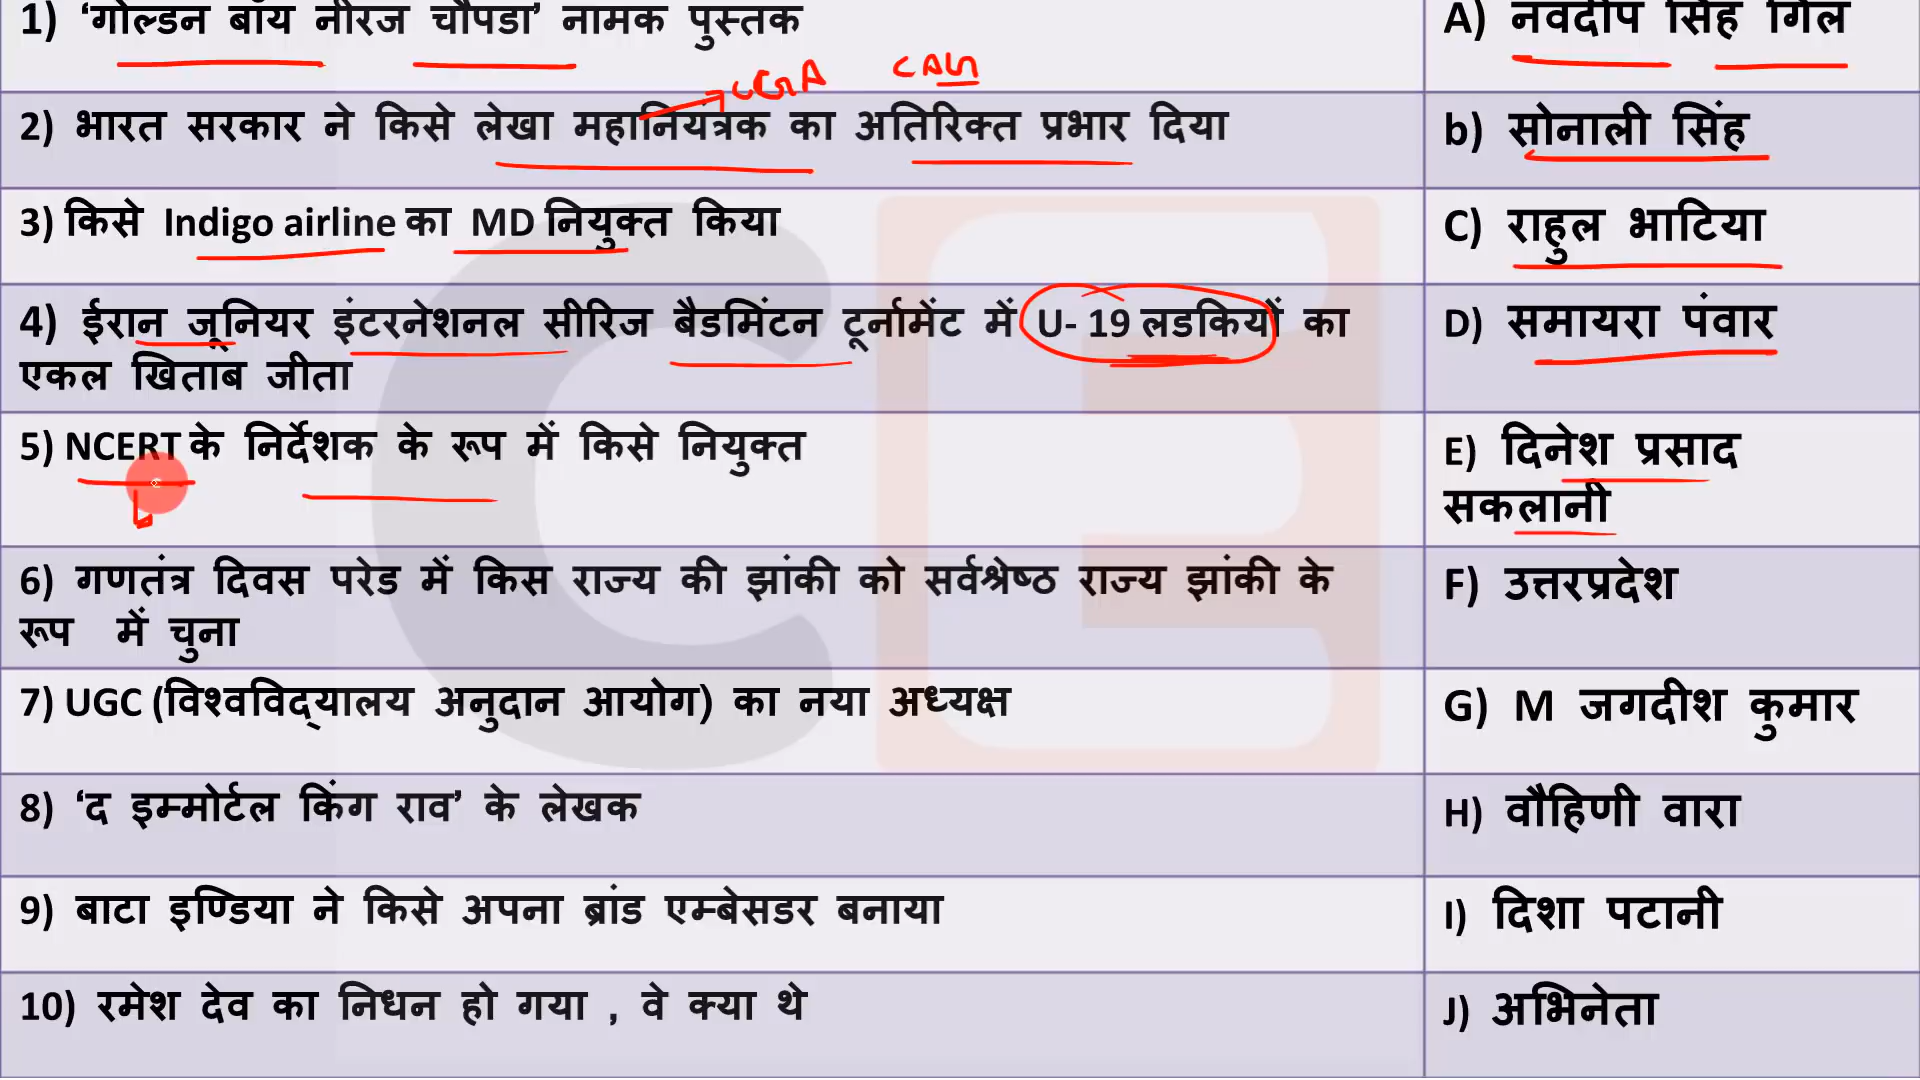 1) ‘गोल्डन बॉय नीरज चौपडा’ नामक पुस्तक
A) नवदीप सिंह गिल
CGA CAG
2) भारत सरकार ने किसे लेखा महानियंत्रक का अतिरिक्त प्रभार दिया
b) सोनाली सिंह
3) किसे Indigo airline का MD नियुक्त किया
C) राहुल भाटिया
4) ईरान जूनियर इंटरनेशनल सीरिज बैडमिंटन टूर्नामेंट में U- 19 लडकियों का
एकल खिताब जीता
D) समायरा पंवार
5) NCERT के निर्देशक के रूप में किसे नियुक्त
E) दिनेश प्रसाद
सकलानी
6) गणतंत्र दिवस परेड में किस राज्य की झांकी को सर्वश्रेष्ठ राज्य झांकी के
रूप में चुना
F) उत्तरप्रदेश
7) UGC (विश्वविद्यालय अनुदान आयोग) का नया अध्यक्ष
G) M जगदीश कुमार
8) ‘द इम्मोर्टल किंग राव’ के लेखक
H) वौहिणी वारा
9) बाटा इण्डिया ने किसे अपना ब्रांड एम्बेसडर बनाया
I) दिशा पटानी
10) रमेश देव का निधन हो गया , वे क्या थे
J) अभिनेता